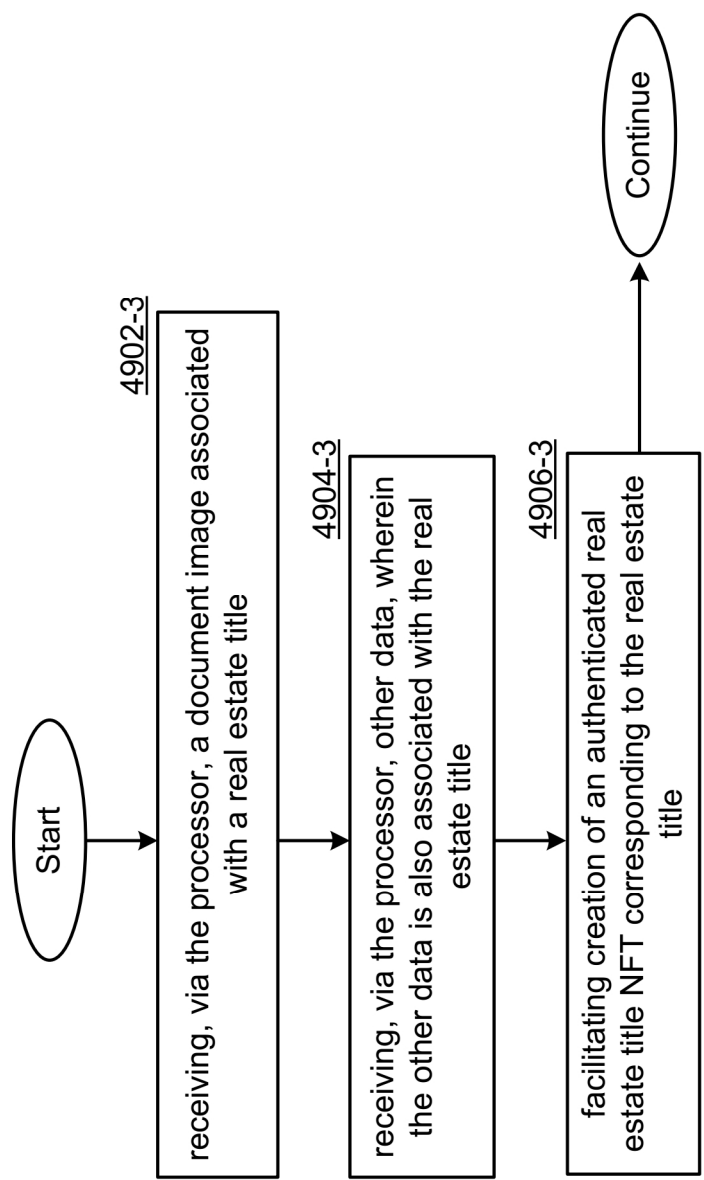 Start
4902-3
receiving, via the processor, a document image associated
with a real estate title
4904-3
receiving, via the processor, other data, wherein
the other data is also associated with the real
estate title
4906-3
facilitating creation of an authenticated real
estate title NFT corresponding to the real estate
title
Continue